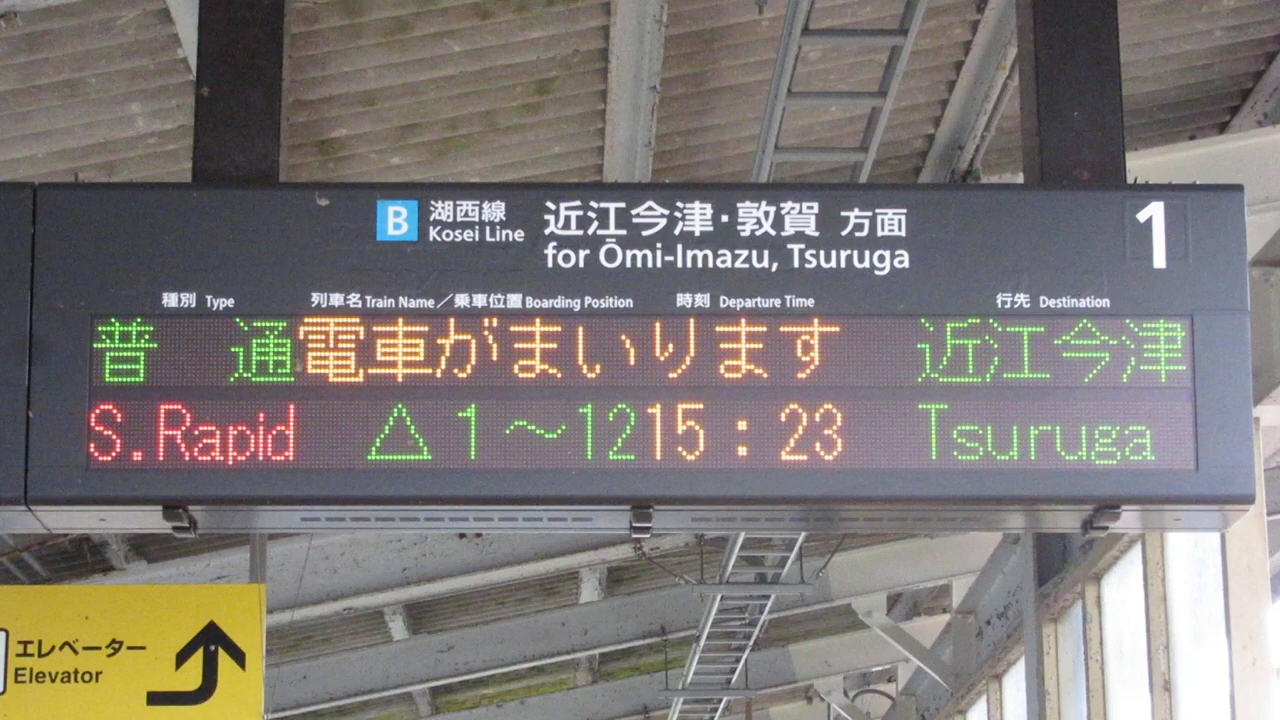 B 湖西線 近江今津・敦賀 方面 1
Kosei Line for Ōmi-Imazu, Tsuruga
種別 Type 列車名 Train Name／乗車位置 Boarding Position 時刻 Departure Time 行先 Destination
普　通 電車がまいります 近江今津
S.Rapid △1～12 15:23 Tsuruga
エレベーター
Elevator